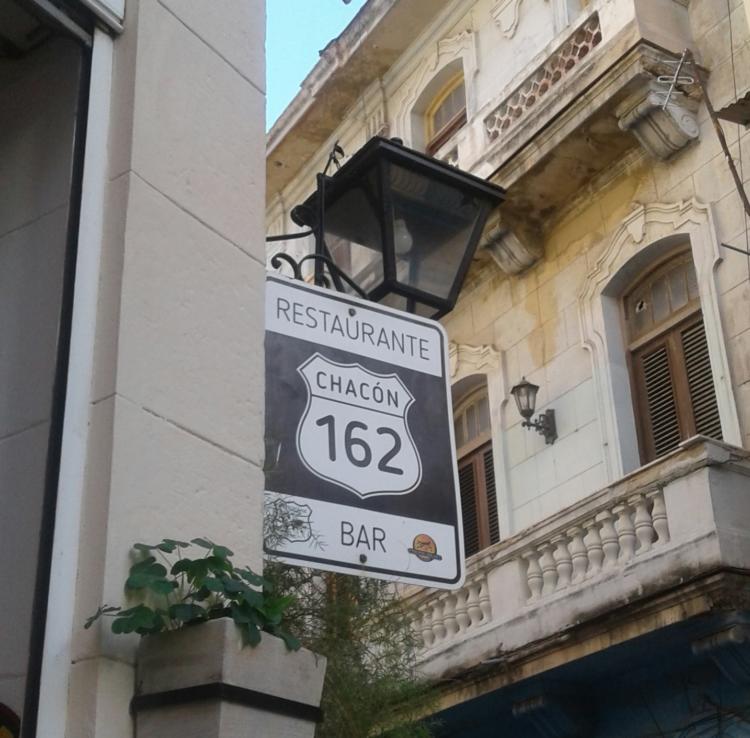 RESTAURANTE
CHACÓN
162
BAR